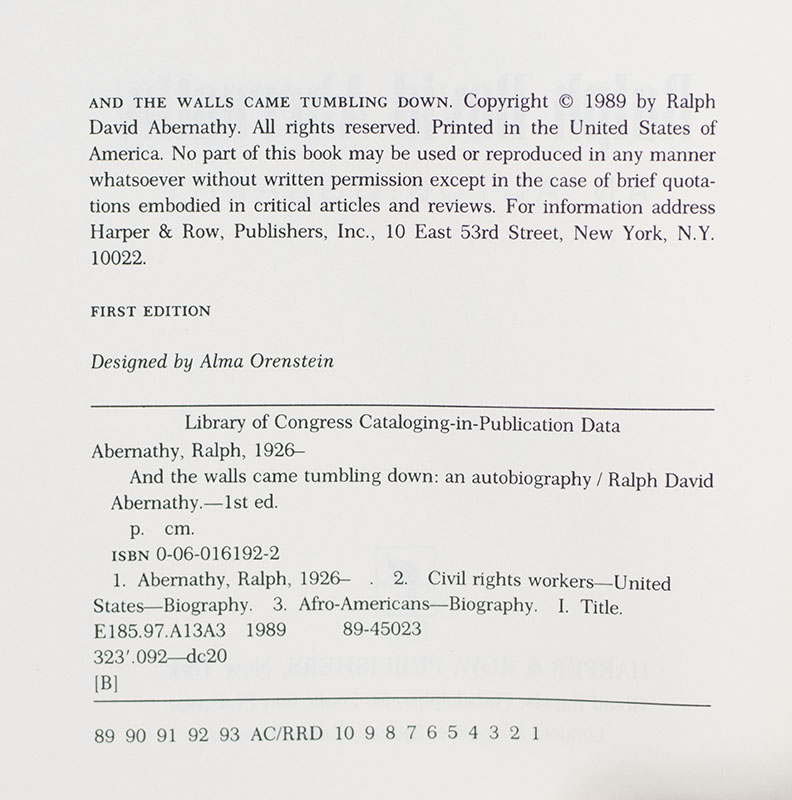 AND THE WALLS CAME TUMBLING DOWN. Copyright © 1989 by Ralph
David Abernathy. All rights reserved. Printed in the United States of
America. No part of this book may be used or reproduced in any manner
whatsoever without written permission except in the case of brief quota-
tions embodied in critical articles and reviews. For information address
Harper & Row, Publishers, Inc., 10 East 53rd Street, New York, N.Y.
10022.
FIRST EDITION
Designed by Alma Orenstein
Library of Congress Cataloging-in-Publication Data
Abernathy, Ralph, 1926–
And the walls came tumbling down: an autobiography / Ralph David
Abernathy.—1st ed.
p. cm.
ISBN 0-06-016192-2
1. Abernathy, Ralph, 1926– . 2. Civil rights workers—United
States—Biography. 3. Afro-Americans—Biography. I. Title.
E185.97.A13A3 1989 89-45023
323'.092—dc20
[B]
89 90 91 92 93 AC/RRD 10 9 8 7 6 5 4 3 2 1